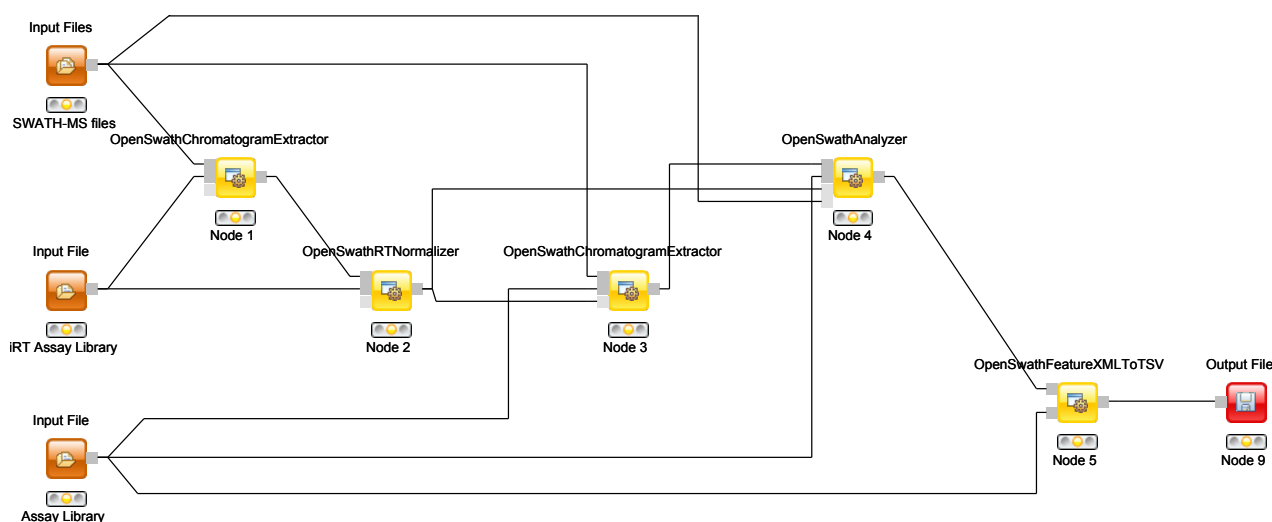 Input Files
SWATH-MS files
OpenSwathChromatogramExtractor
Node 1
OpenSwathAnalyzer
Node 4
Input File
iRT Assay Library
OpenSwathRTNormalizer
Node 2
OpenSwathChromatogramExtractor
Node 3
OpenSwathFeatureXMLToTSV
Node 5
Output File
Node 9
Input File
Assay Library